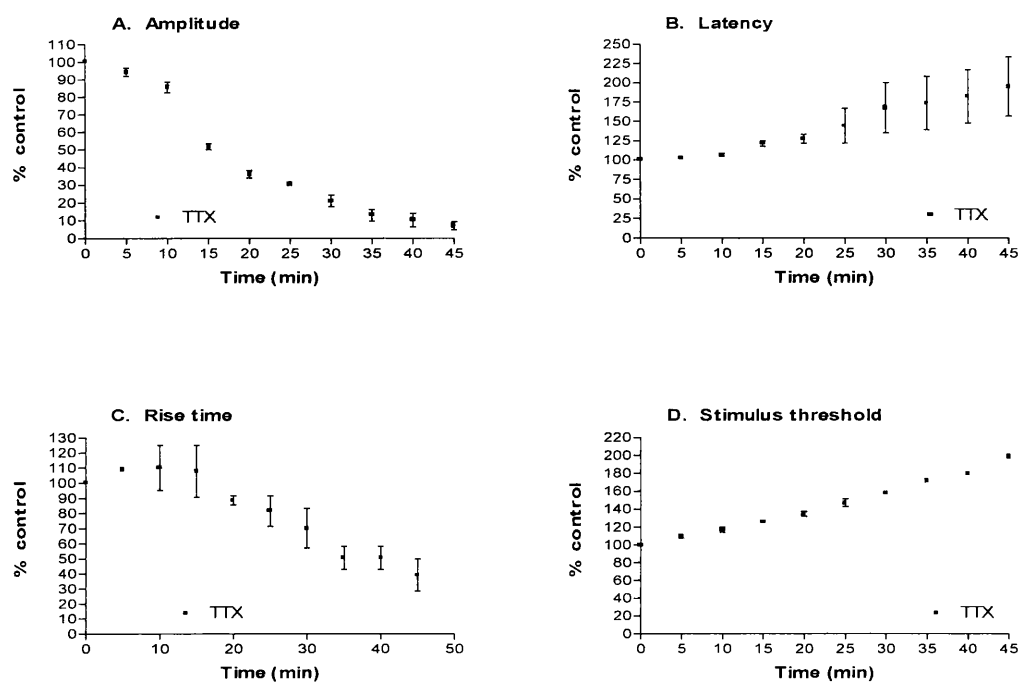 A. Amplitude
% control
110
100
90
80
70
60
50
40
30
20
10
0
TTX
0 5 10 15 20 25 30 35 40 45
Time (min)
B. Latency
% control
250
225
200
175
150
125
100
75
50
25
0
TTX
0 5 10 15 20 25 30 35 40 45
Time (min)
C. Rise time
% control
130
120
110
100
90
80
70
60
50
40
30
20
10
0
TTX
0 10 20 30 40 50
Time (min)
D. Stimulus threshold
% control
220
200
180
160
140
120
100
80
60
40
20
0
TTX
0 5 10 15 20 25 30 35 40 45
Time (min)